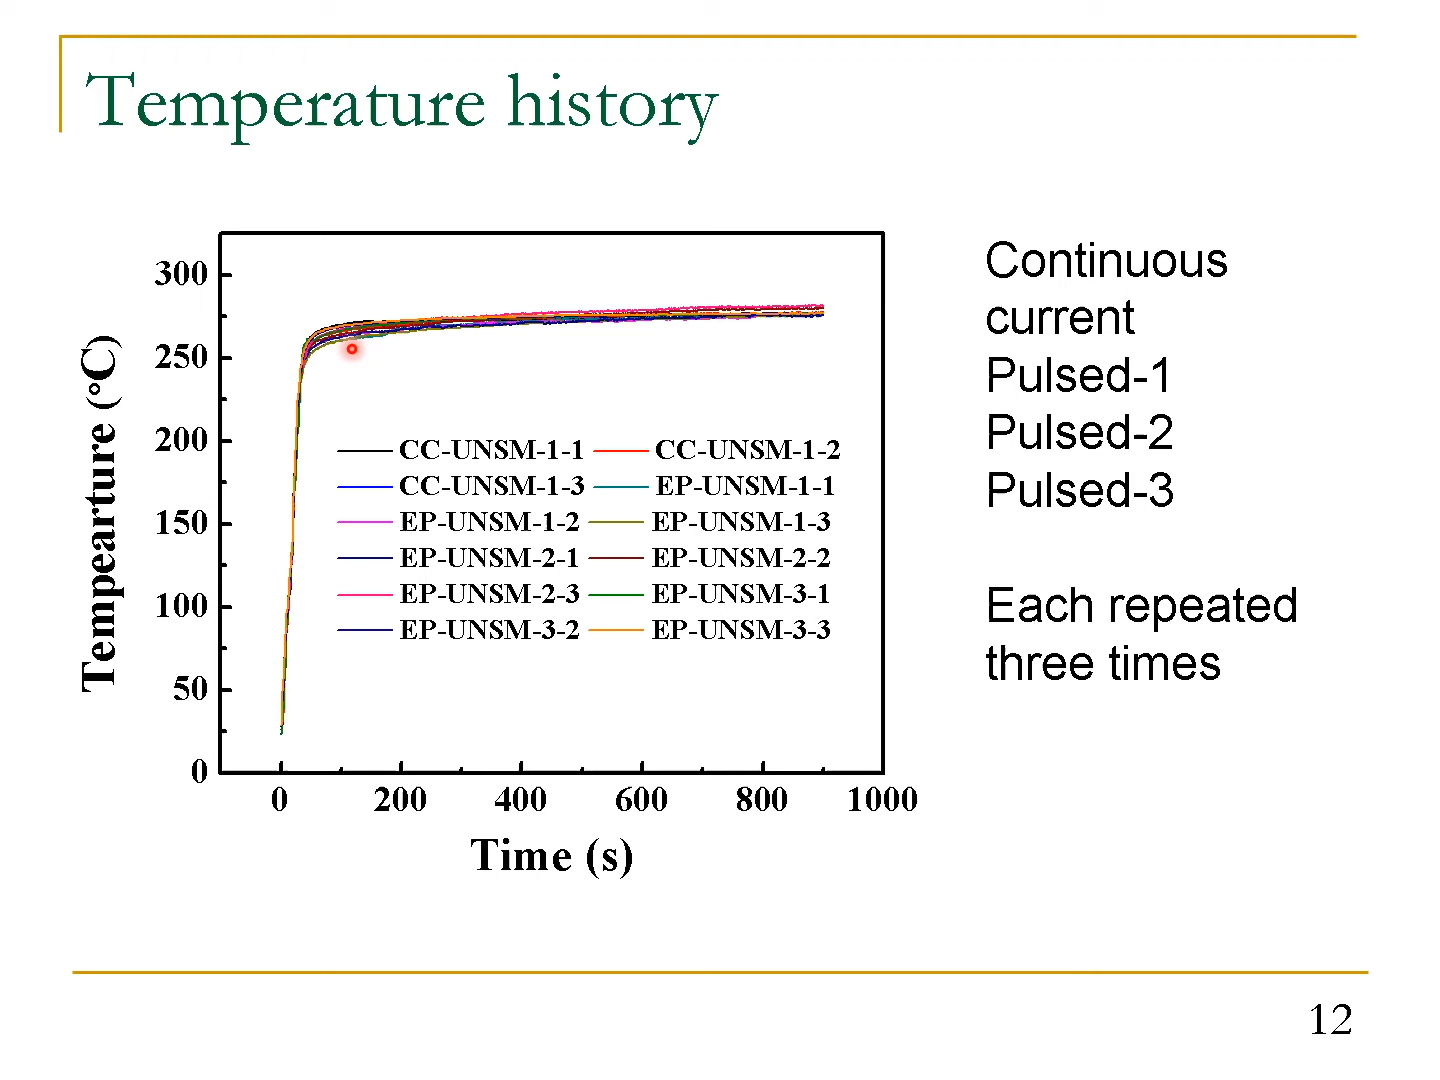 Temperature history
300
250
200
150
100
50
0
Tempearture (°C)
0 200 400 600 800 1000
Time (s)
CC-UNSM-1-1 CC-UNSM-1-2
CC-UNSM-1-3 EP-UNSM-1-1
EP-UNSM-1-2 EP-UNSM-1-3
EP-UNSM-2-1 EP-UNSM-2-2
EP-UNSM-2-3 EP-UNSM-3-1
EP-UNSM-3-2 EP-UNSM-3-3
Continuous
current
Pulsed-1
Pulsed-2
Pulsed-3
Each repeated
three times
12